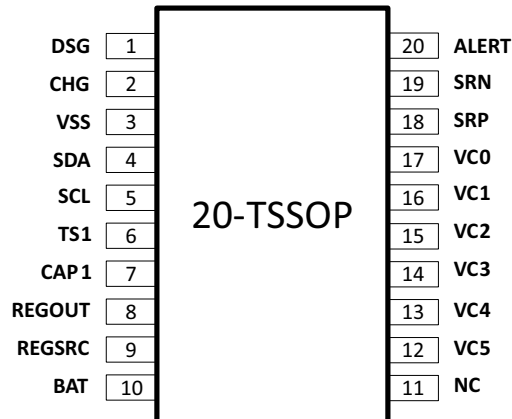 DSG 1 20 ALERT
CHG 2 19 SRN
VSS 3 18 SRP
SDA 4 17 VC0
SCL 5 16 VC1
TS1 6 15 VC2
20-TSSOP
CAP1 7 14 VC3
REGOUT 8 13 VC4
REGSRC 9 12 VC5
BAT 10 11 NC